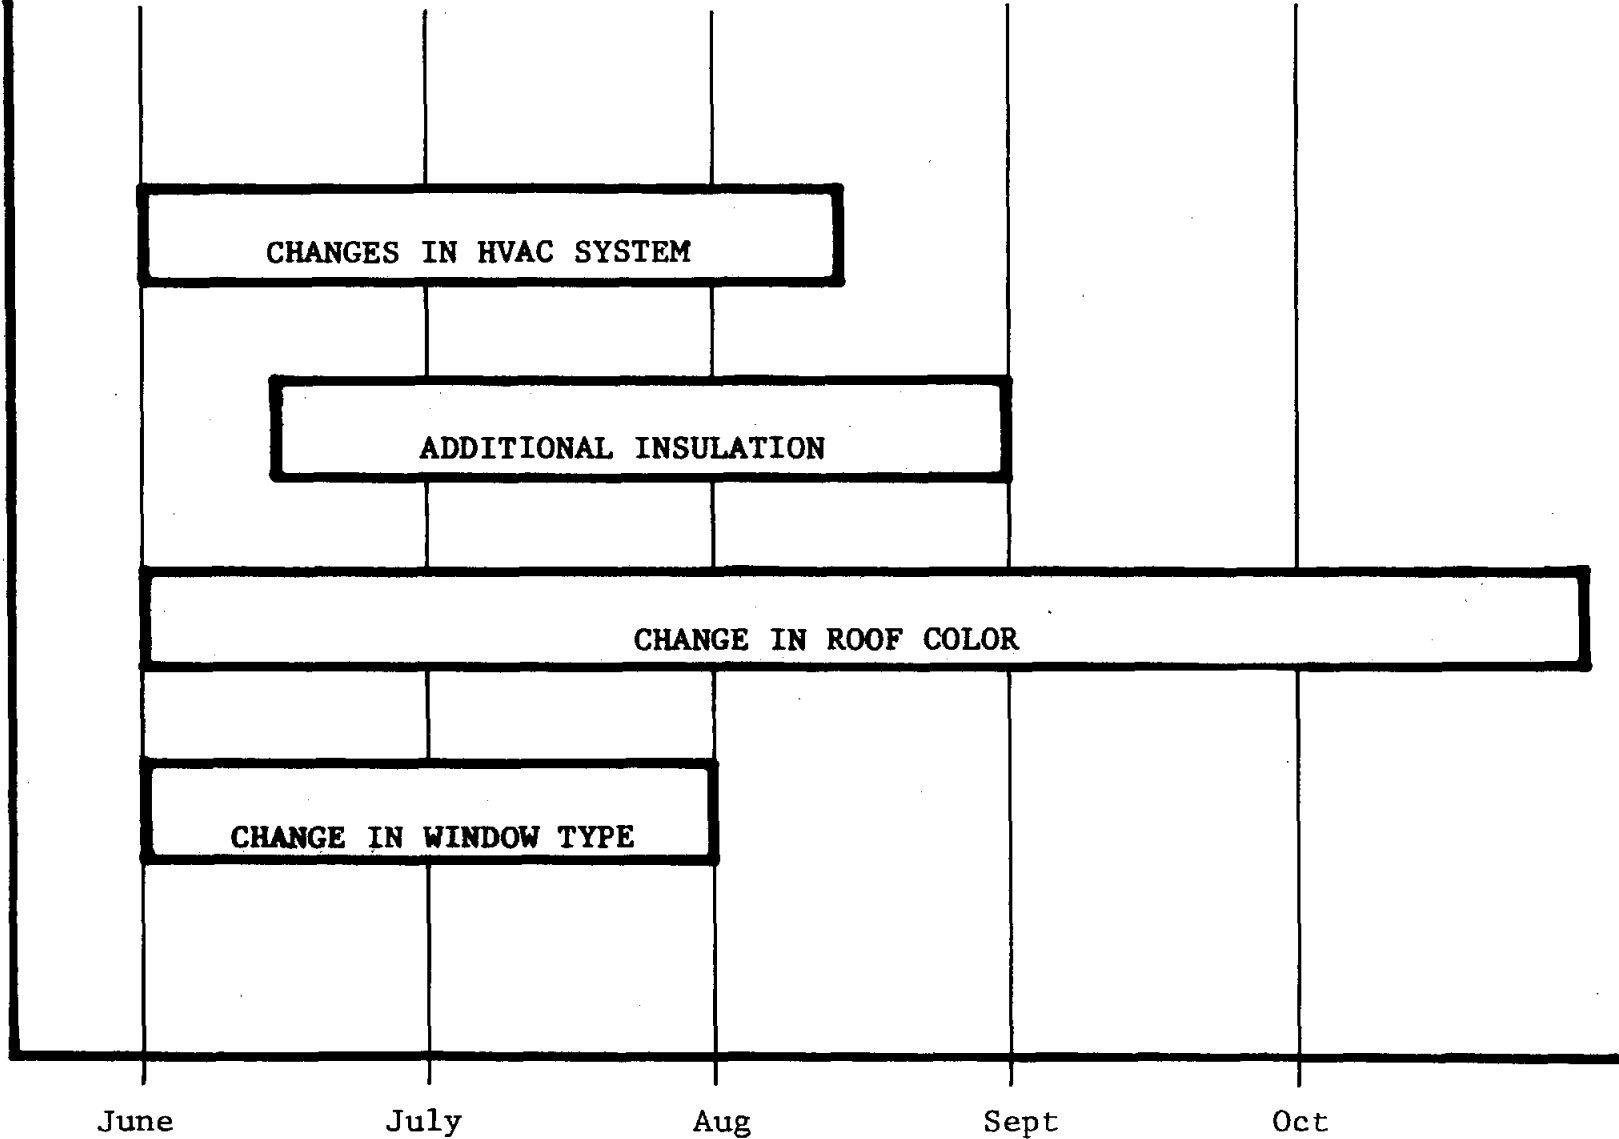 CHANGES IN HVAC SYSTEM
ADDITIONAL INSULATION
CHANGE IN ROOF COLOR
CHANGE IN WINDOW TYPE
June July Aug Sept Oct